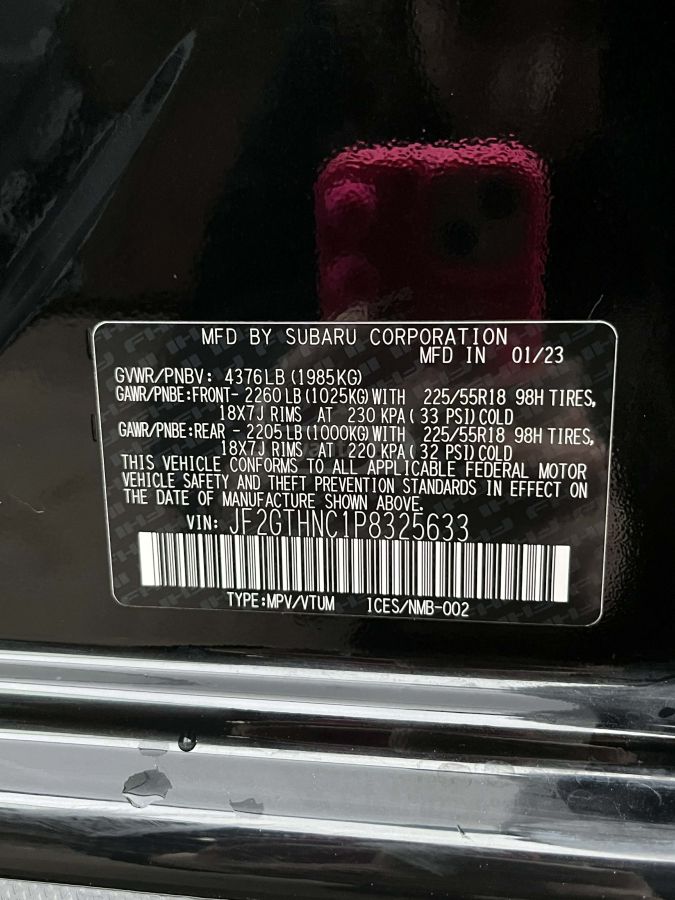 MFD BY SUBARU CORPORATION
MFD IN 01/23
GVWR/PNBV: 4376LB(1985KG)
GAWR/PNBE:FRONT- 2260LB(1025KG)WITH 225/55R18 98H TIRES,
18X7J RIMS AT 230 KPA( 33 PSI)COLD
GAWR/PNBE:REAR - 2205LB(1000KG)WITH 225/55R18 98H TIRES,
18X7J RIMS AT 220 KPA( 32 PSI)COLD
THIS VEHICLE CONFORMS TO ALL APPLICABLE FEDERAL MOTOR
VEHICLE SAFETY AND THEFT PREVENTION STANDARDS IN EFFECT ON
THE DATE OF MANUFACTURE SHOWN ABOVE.
VIN: JF2GTHNC1P8325633
TYPE:MPV/VTUM ICES/NMB-002